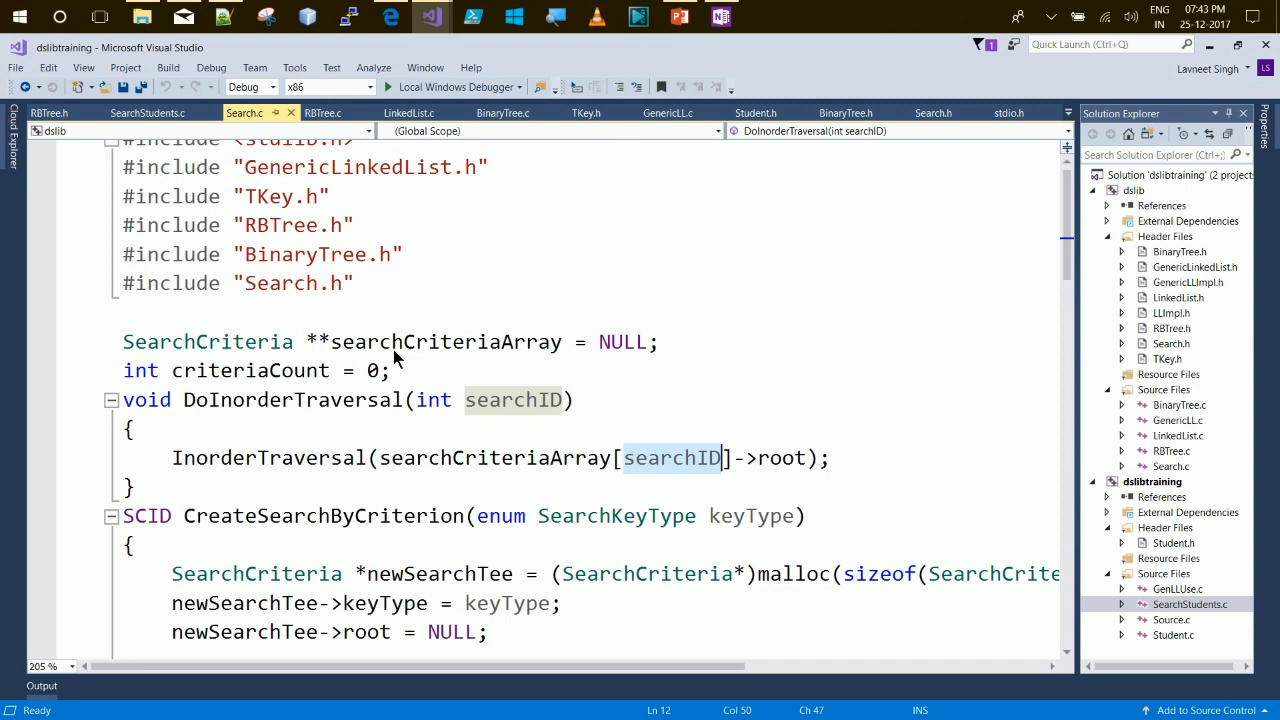 07:43 PM
ENG
IN
25-12-2017
dslibtraining - Microsoft Visual Studio
1
Quick Launch (Ctrl+Q)
File Edit View Project Build Debug Team Tools Test Analyze Window Help
Lavneet Singh LS
Debug x86 Local Windows Debugger
RBTree.h SearchStudents.c Search.c RBTree.c LinkedList.c BinaryTree.c TKey.h GenericLL.c Student.h BinaryTree.h Search.h stdio.h
Cloud Explorer
dslib (Global Scope) DoInorderTraversal(int searchID)
#include <stdlib.h>
#include "GenericLinkedList.h"
#include "TKey.h"
#include "RBTree.h"
#include "BinaryTree.h"
#include "Search.h"
SearchCriteria **searchCriteriaArray = NULL;
int criteriaCount = 0;
void DoInorderTraversal(int searchID)
{
InorderTraversal(searchCriteriaArray[searchID]->root);
}
SCID CreateSearchByCriterion(enum SearchKeyType keyType)
{
SearchCriteria *newSearchTee = (SearchCriteria*)malloc(sizeof(SearchCrite
newSearchTee->keyType = keyType;
newSearchTee->root = NULL;
205 %
Solution Explorer
Search Solution Explorer (Ctrl+;)
Solution 'dslibtraining' (2 project
dslib
References
External Dependencies
Header Files
BinaryTree.h
GenericLinkedList.h
GenericLLImpl.h
LinkedList.h
LLImpl.h
RBTree.h
Search.h
TKey.h
Resource Files
Source Files
BinaryTree.c
GenericLL.c
LinkedList.c
RBTree.c
Search.c
dslibtraining
References
External Dependencies
Header Files
Student.h
Resource Files
Source Files
GenLLUse.c
SearchStudents.c
Source.c
Student.c
Properties
Output
Ready Ln 12 Col 50 Ch 47 INS Add to Source Control